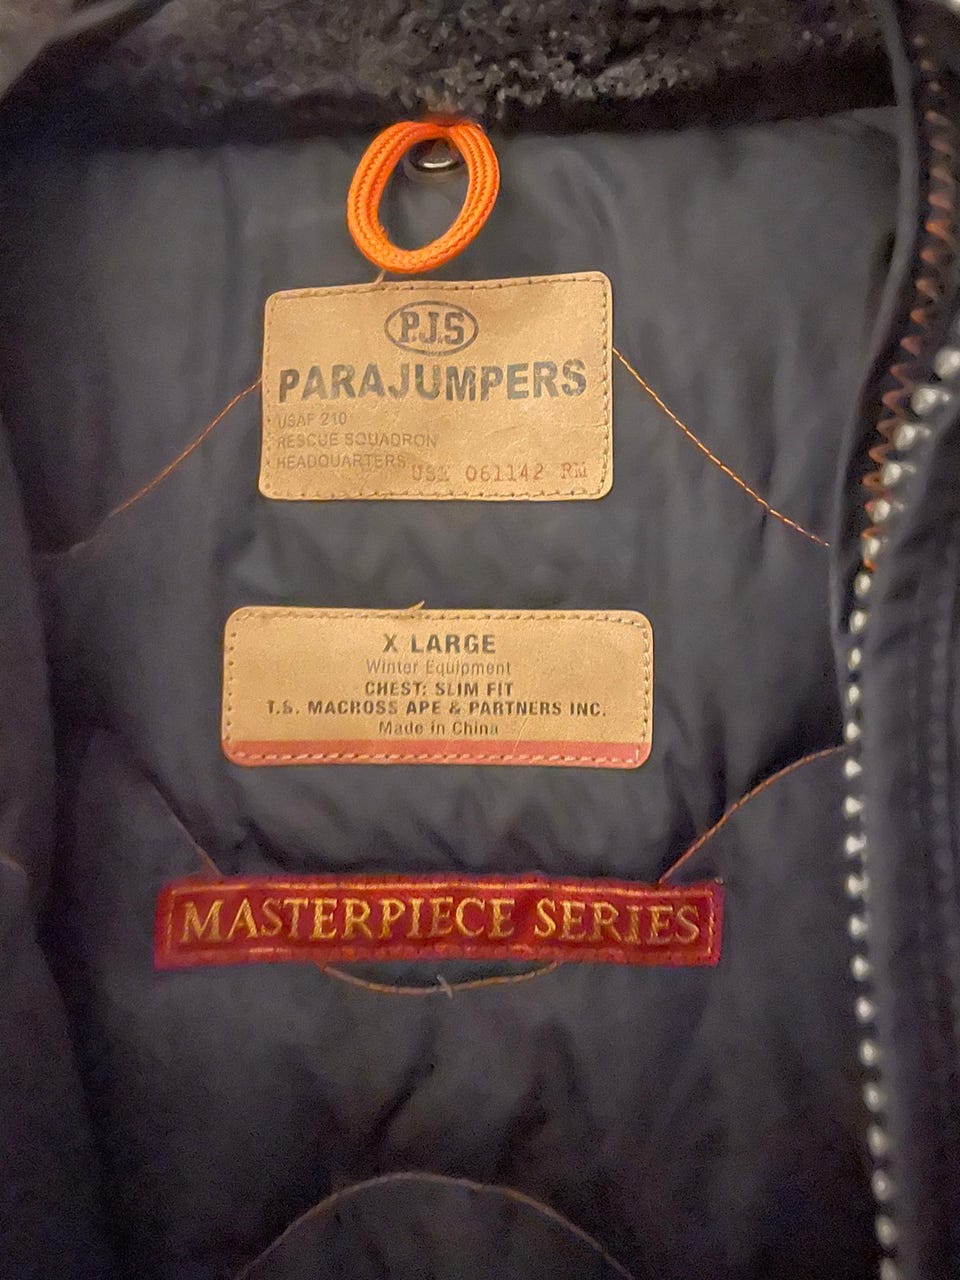 P.J.S
PARAJUMPERS
USAF 210
RESCUE SQUADRON
HEADQUARTERS
061142 RM
X LARGE
Winter Equipment
CHEST: SLIM FIT
T.S. MACROSS APE & PARTNERS INC.
Made in China
MASTERPIECE SERIES